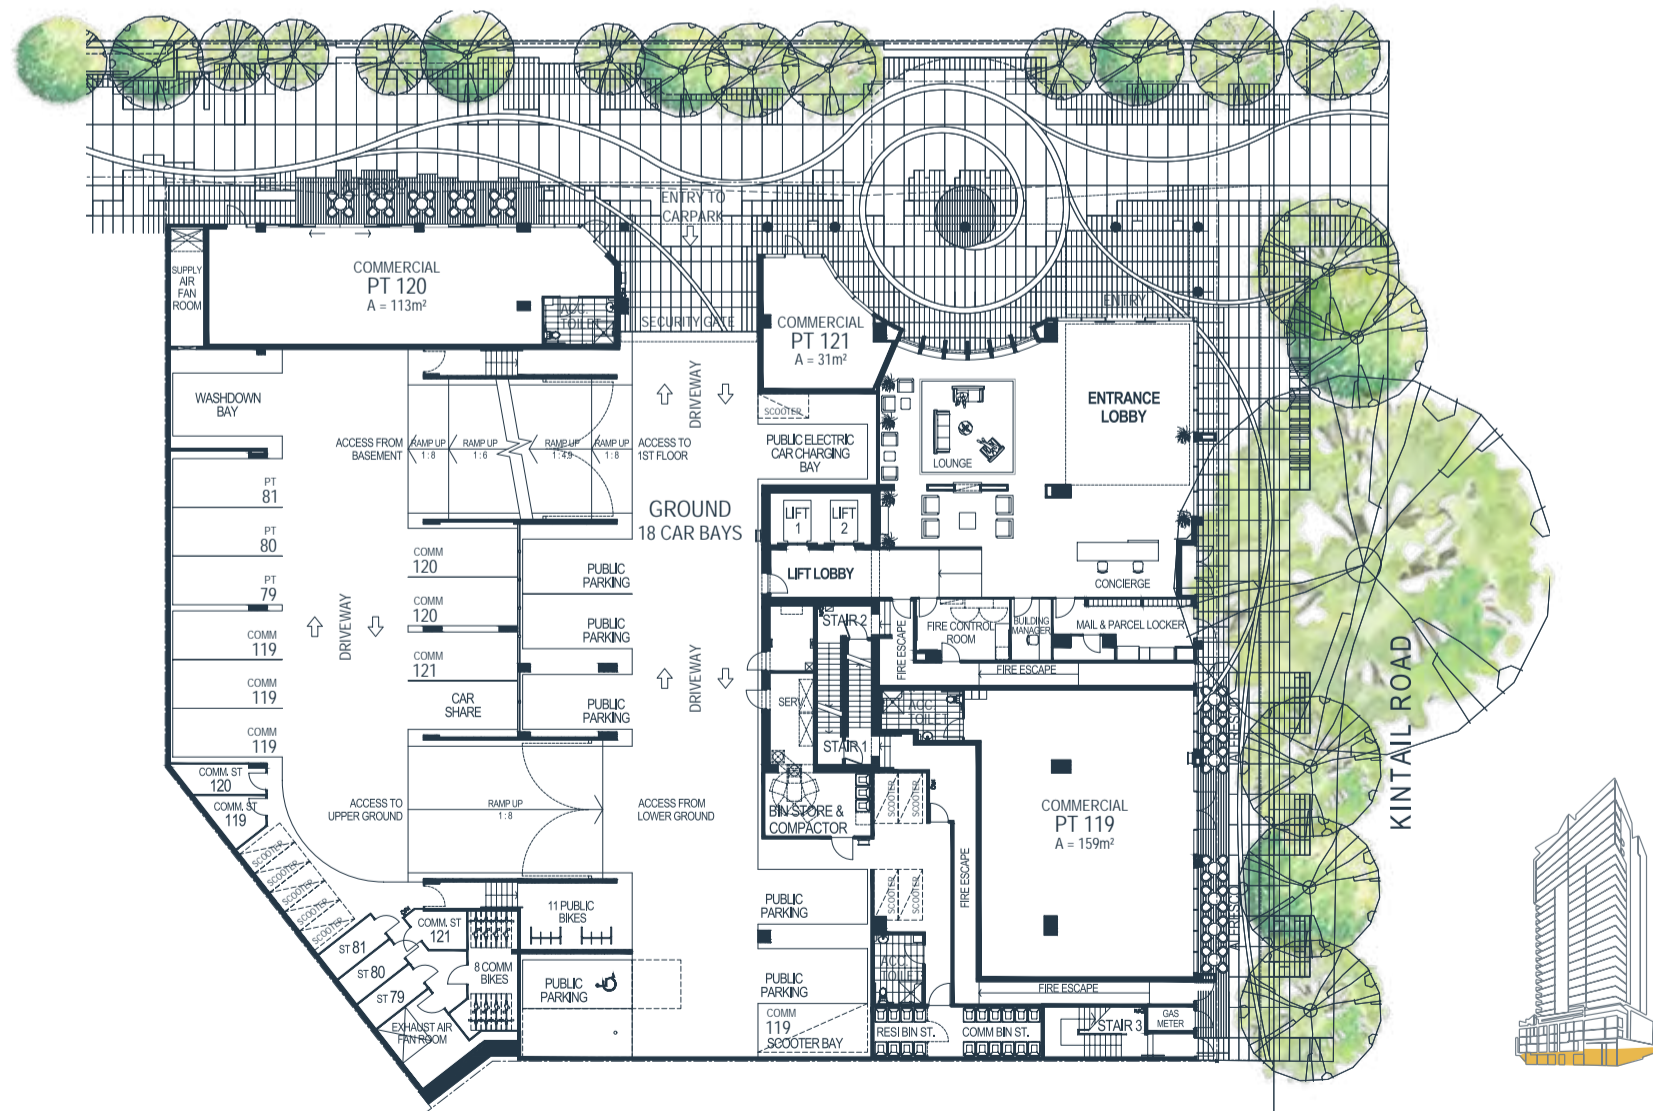 ENTRY TO
CARPARK
SUPPLY
AIR
FAN
ROOM
COMMERCIAL
PT 120
A = 113m²
ACC.
TOILET
SECURITY GATE
COMMERCIAL
PT 121
A = 31m²
ENTRY
WASHDOWN
BAY
DRIVEWAY
SCOOTER
ENTRANCE
LOBBY
ACCESS FROM
BASEMENT
RAMP UP
1 : 8
RAMP UP
1 : 6
RAMP UP
1 : 4.9
RAMP UP
1 : 8
ACCESS TO
1ST FLOOR
PUBLIC ELECTRIC
CAR CHARGING
BAY
LOUNGE
PT
81
GROUND
18 CAR BAYS
LIFT
1
LIFT
2
PT
80
COMM
120
PUBLIC
PARKING
LIFT LOBBY
CONCIERGE
PT
79
COMM
120
PUBLIC
PARKING
DRIVEWAY
STAIR 2
FIRE ESCAPE
FIRE CONTROL
ROOM
BUILDING
MANAGER
MAIL & PARCEL LOCKER
COMM
119
COMM
121
FIRE ESCAPE
KINTAIL ROAD
COMM
119
CAR
SHARE
PUBLIC
PARKING
DRIVEWAY
SERV.
ACC.
TOILET
ALFRESCO
COMM
119
STAIR 1
COMM. ST
120
COMM. ST
119
ACCESS TO
UPPER GROUND
RAMP UP
1 : 8
ACCESS FROM
LOWER GROUND
BIN STORE &
COMPACTOR
SCOOTER
SCOOTER
COMMERCIAL
PT 119
A = 159m²
SCOOTER
SCOOTER
SCOOTER
SCOOTER
FIRE ESCAPE
SCOOTER
SCOOTER
PUBLIC
PARKING
11 PUBLIC
BIKES
COMM. ST
121
ALFRESCO
ST 81
ST 80
ST 79
8 COMM
BIKES
PUBLIC
PARKING
PUBLIC
PARKING
ACC.
TOILET
FIRE ESCAPE
EXHAUST AIR
FAN ROOM
COMM
119
SCOOTER BAY
RESI BIN ST.
COMM BIN ST.
STAIR 3
GAS
METER